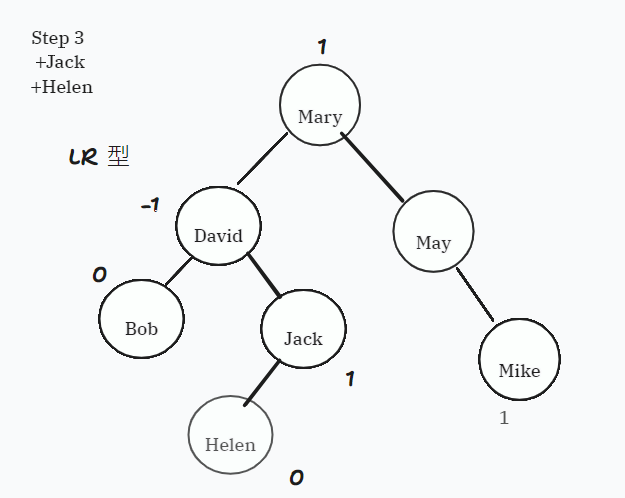 Step 3
+Jack
+Helen
1
Mary
LR 型
-1
David
May
0
Bob
Jack
Mike
1
1
Helen
0